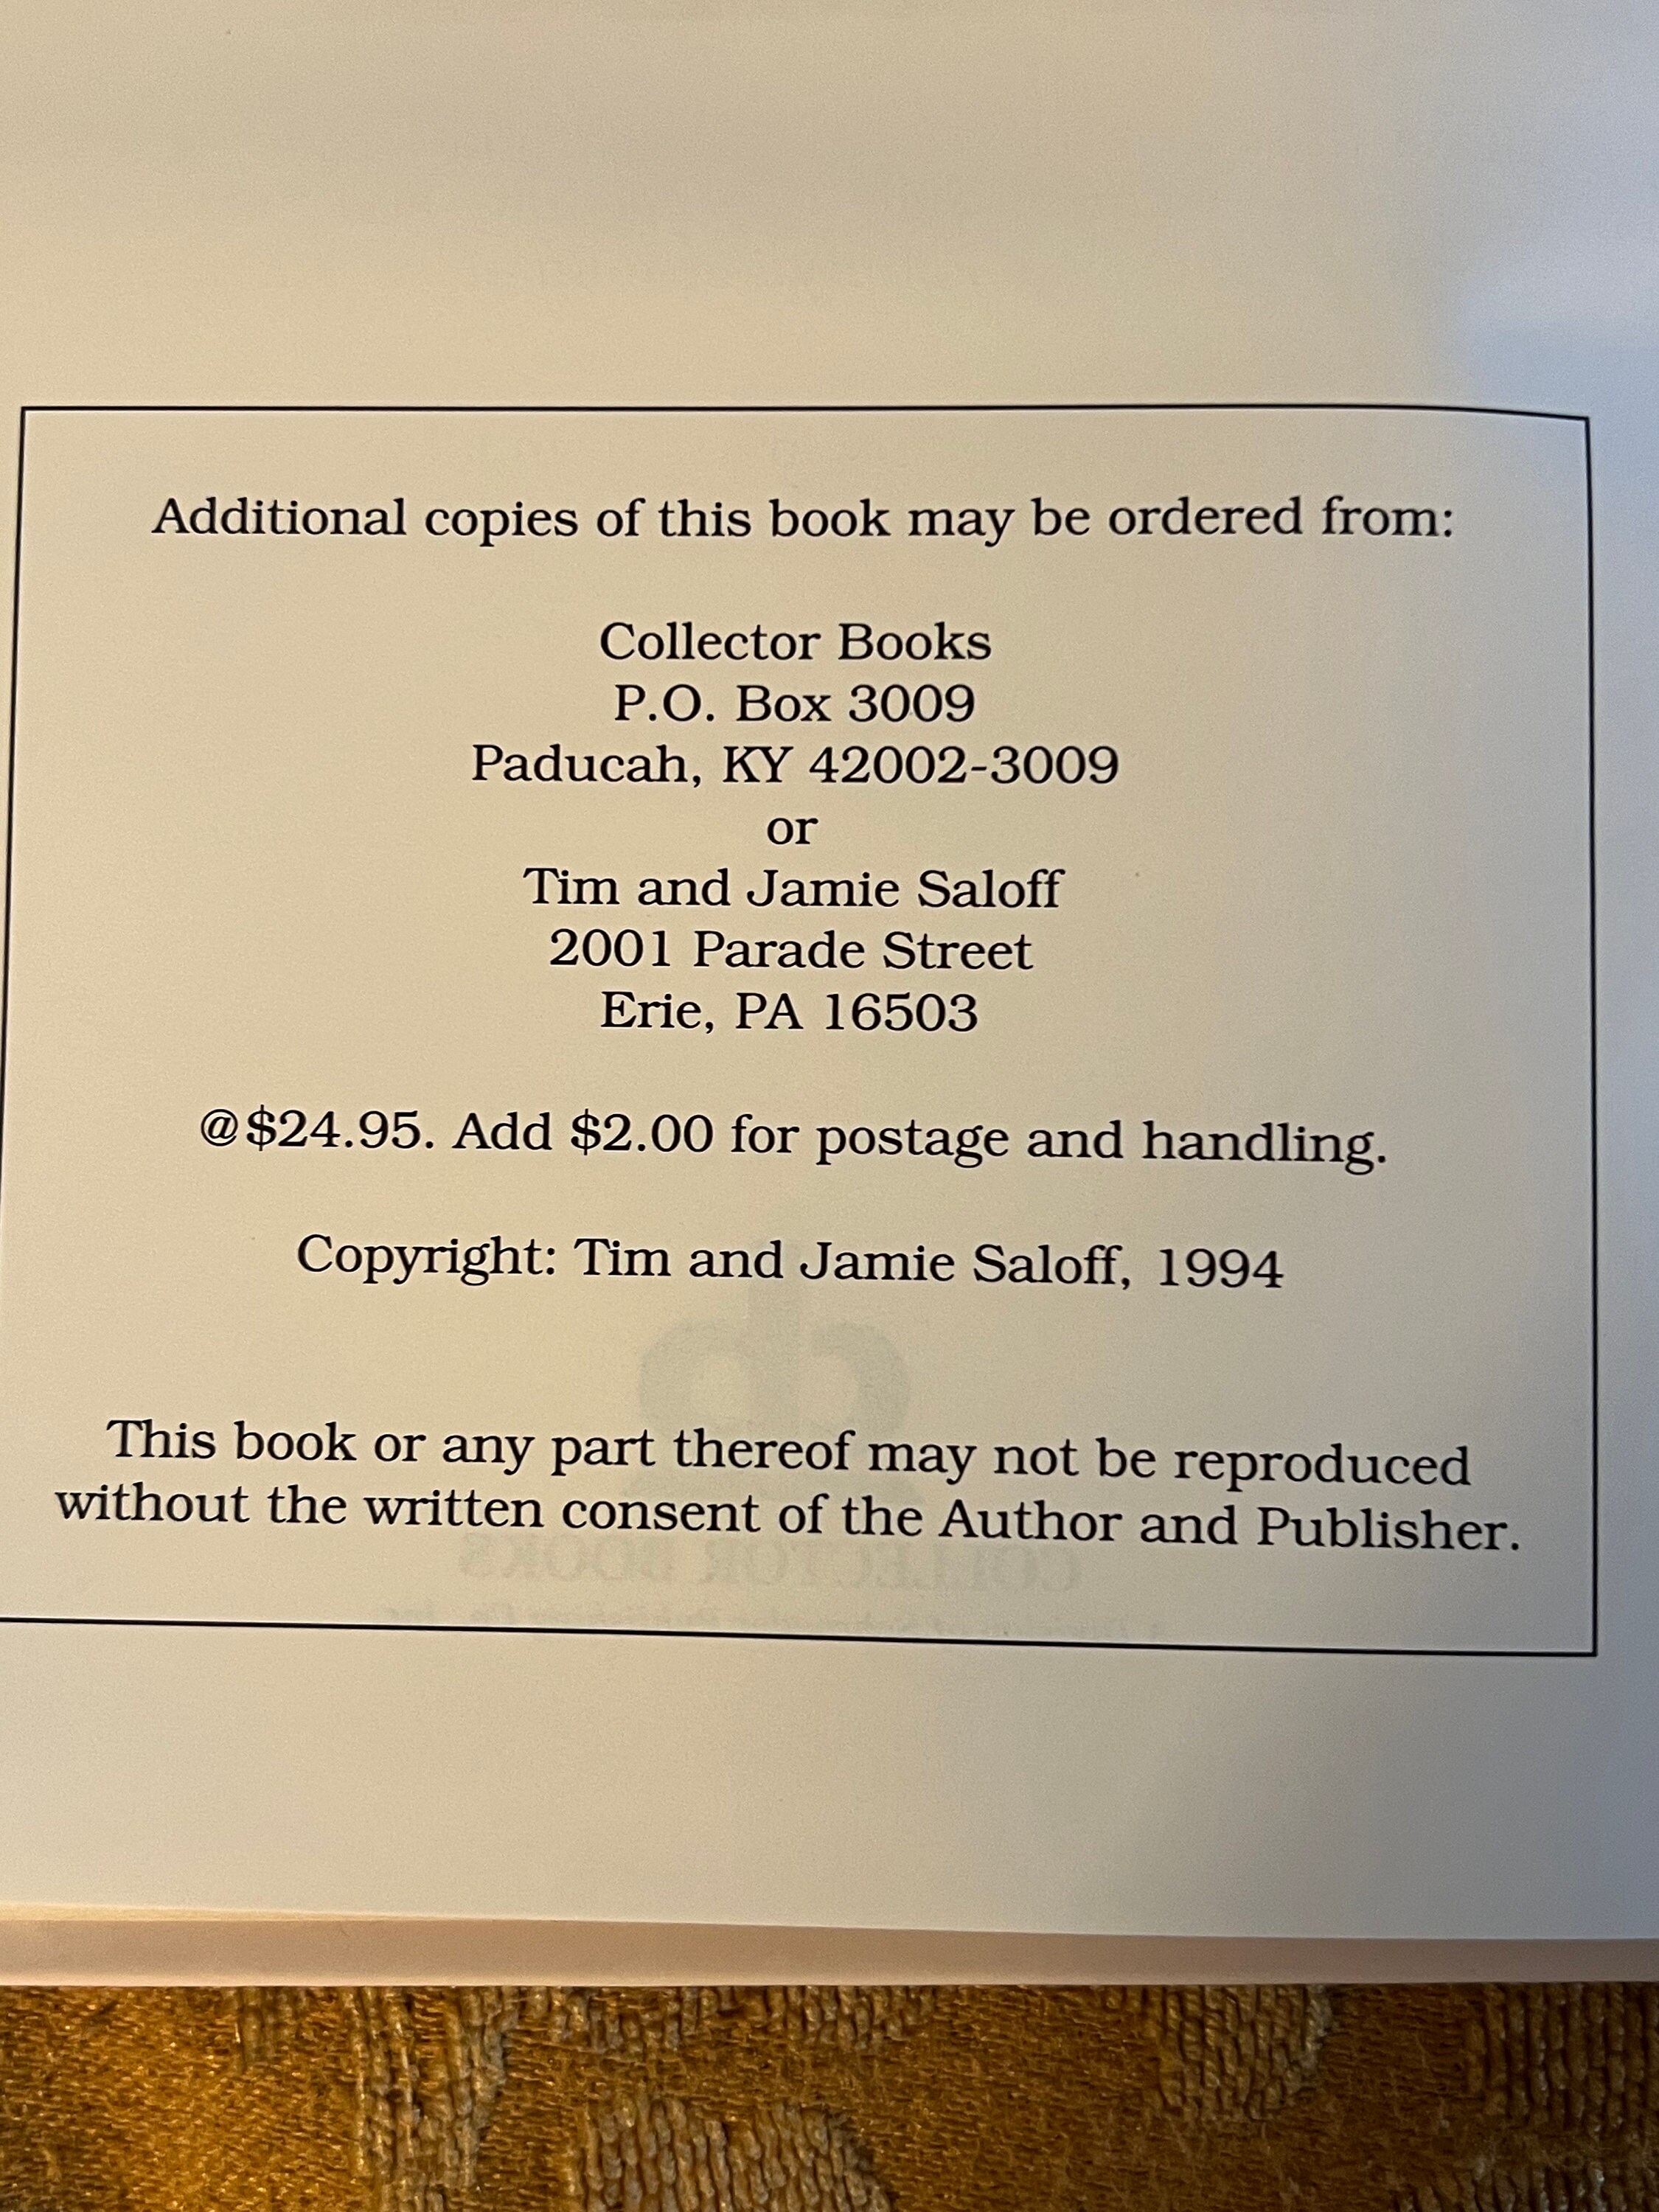 Additional copies of this book may be ordered from:
Collector Books
P.O. Box 3009
Paducah, KY 42002-3009
or
Tim and Jamie Saloff
2001 Parade Street
Erie, PA 16503
@$24.95. Add $2.00 for postage and handling.
Copyright: Tim and Jamie Saloff, 1994
This book or any part thereof may not be reproduced
without the written consent of the Author and Publisher.
COLLECTOR BOOKS